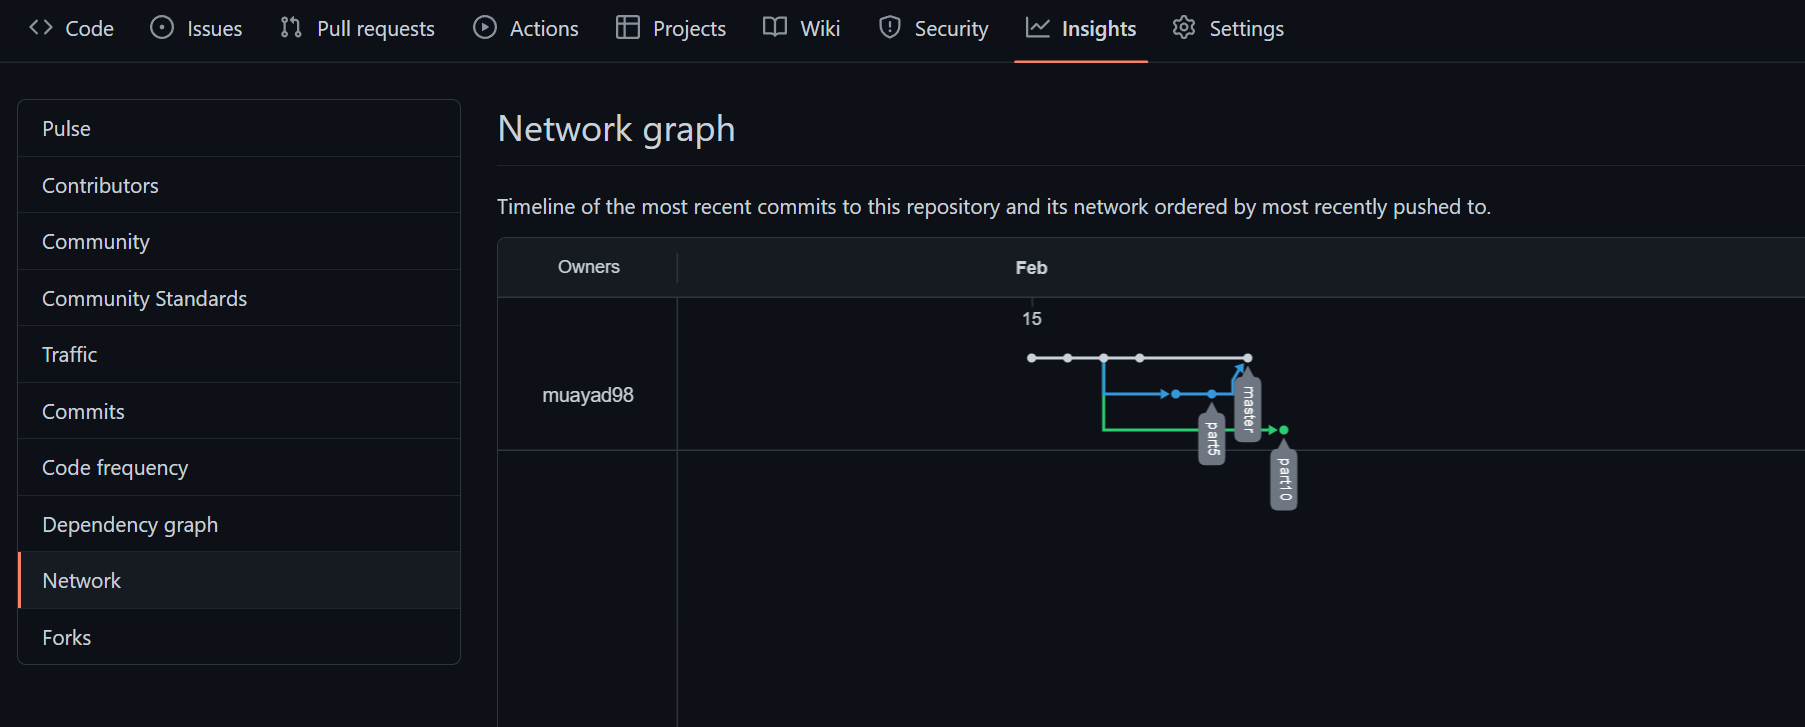 Code Issues Pull requests Actions Projects Wiki Security Insights Settings
Pulse
Contributors
Community
Community Standards
Traffic
Commits
Code frequency
Dependency graph
Network
Forks
Network graph
Timeline of the most recent commits to this repository and its network ordered by most recently pushed to.
Owners
Feb
15
muayad98
master
part5
part10